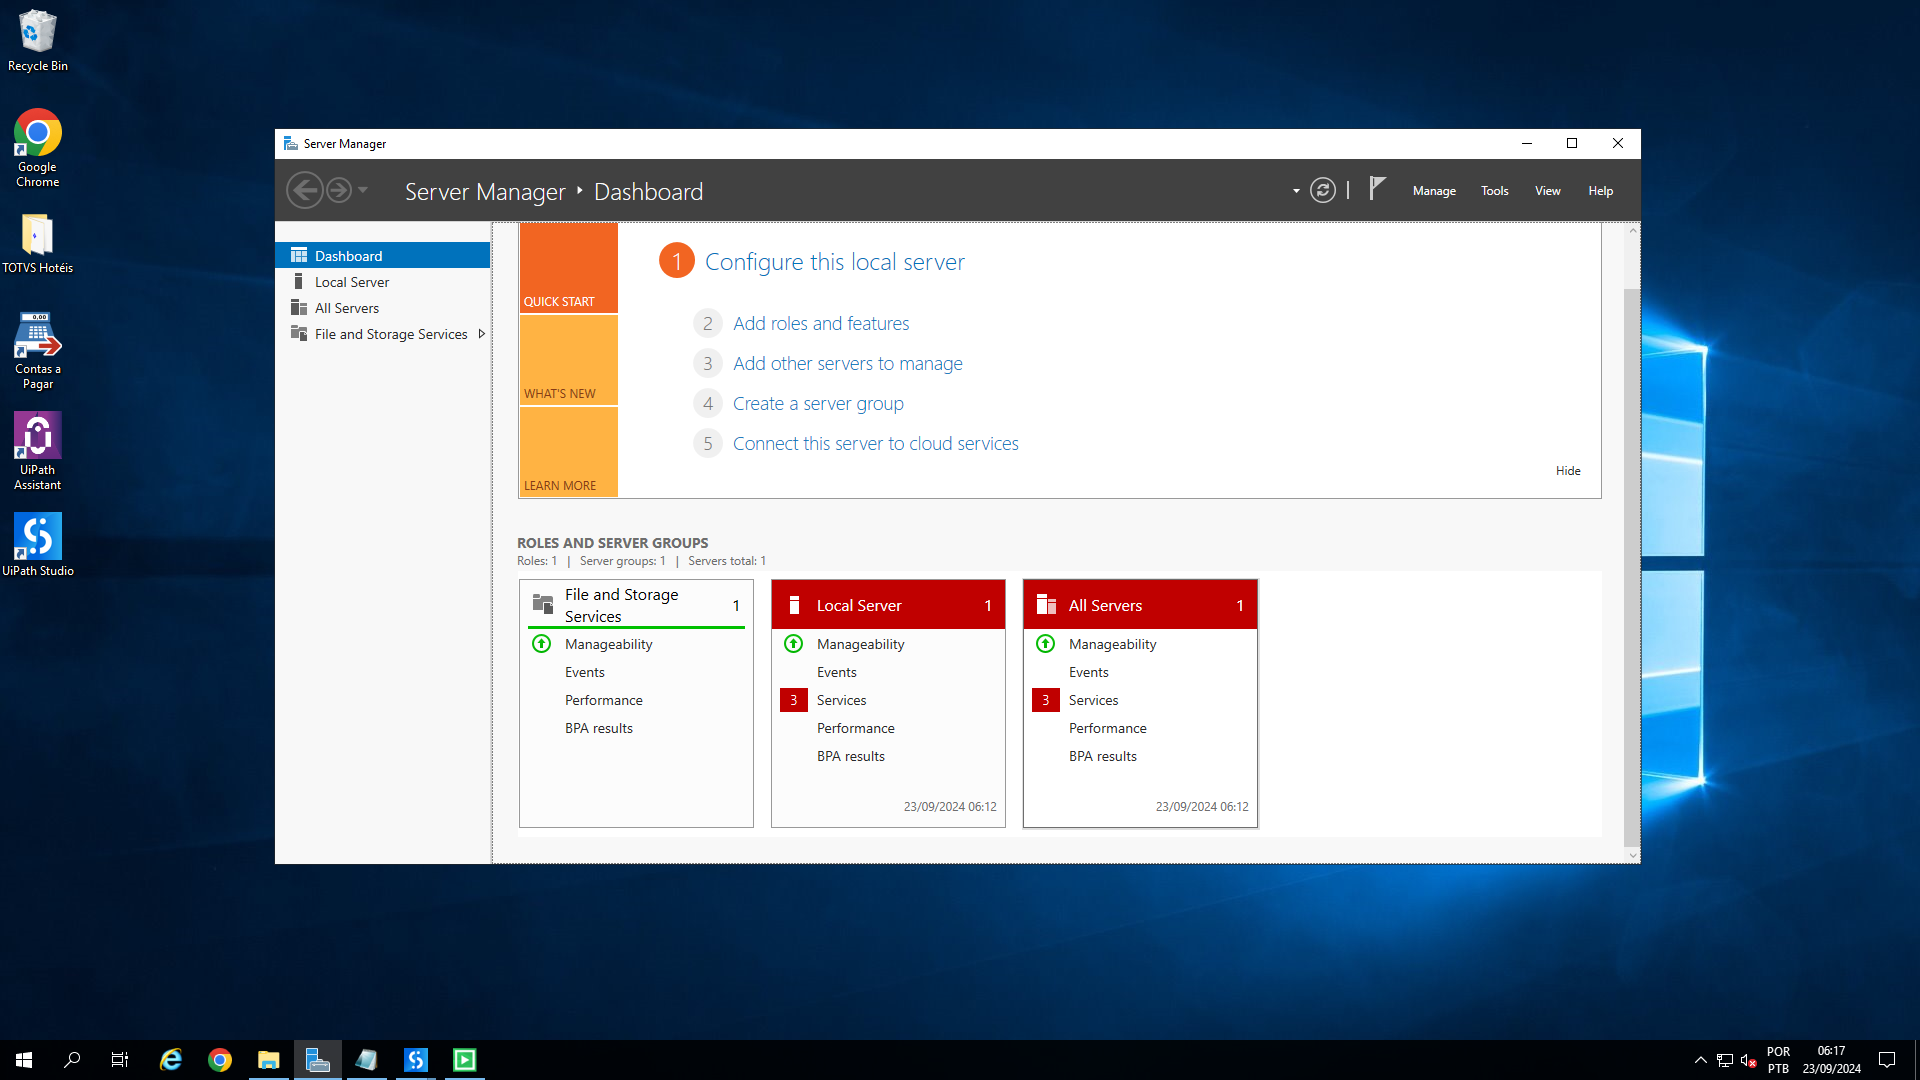 Recycle Bin
Google
Chrome
TOTVS Hotéis
0,00
Contas a
Pagar
UiPath
Assistant
UiPath Studio
Server Manager
Server Manager
Dashboard
Manage
Tools
View
Help
Dashboard
Local Server
All Servers
File and Storage Services
QUICK START
WHAT'S NEW
LEARN MORE
1 Configure this local server
2 Add roles and features
3 Add other servers to manage
4 Create a server group
5 Connect this server to cloud services
Hide
ROLES AND SERVER GROUPS
Roles: 1 | Server groups: 1 | Servers total: 1
File and Storage
Services
1
Manageability
Events
Performance
BPA results
Local Server 1
Manageability
Events
3 Services
Performance
BPA results
23/09/2024 06:12
All Servers 1
Manageability
Events
3 Services
Performance
BPA results
23/09/2024 06:12
POR
PTB
06:17
23/09/2024